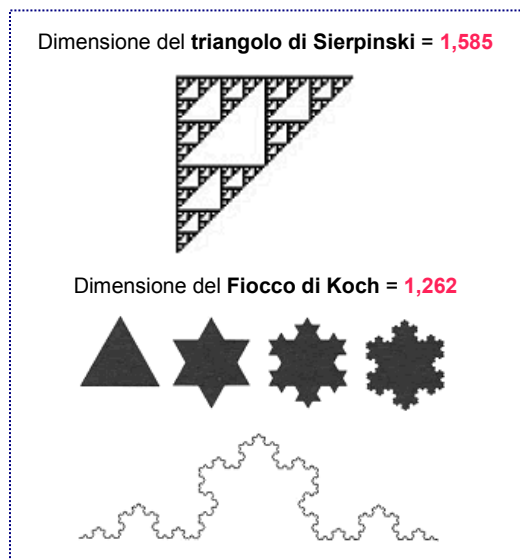 Dimensione del triangolo di Sierpinski = 1,585
Dimensione del Fiocco di Koch = 1,262